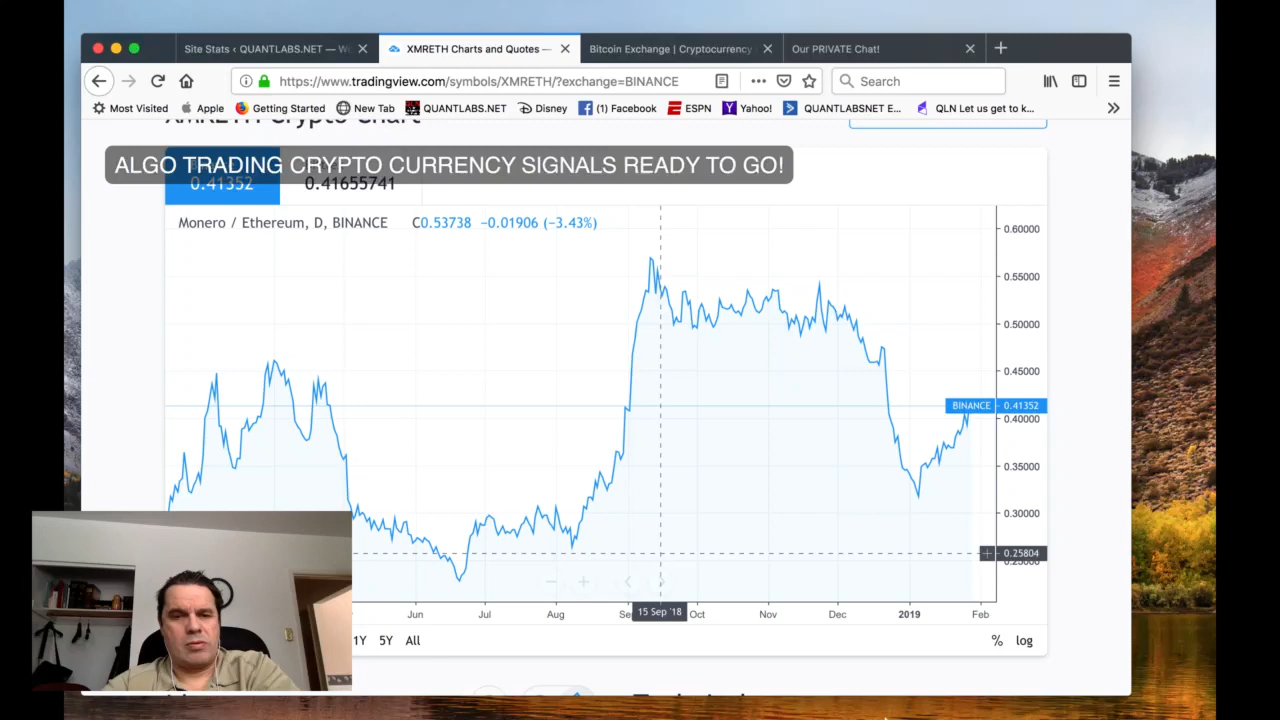 Site Stats ‹ QUANTLABS.NET —
XMRETH Charts and Quotes —
Bitcoin Exchange | Cryptocurrency
Our PRIVATE Chat!
https://www.tradingview.com/symbols/XMRETH/?exchange=BINANCE
Search
Most Visited Apple Getting Started New Tab QUANTLABS.NET Disney (1) Facebook ESPN Yahoo! QUANTLABSNET E... QLN Let us get to k...
XMRETH Crypto Chart
ALGO TRADING CRYPTO CURRENCY SIGNALS READY TO GO!
0.41352 0.41655741
Monero / Ethereum, D, BINANCE C0.53738 −0.01906 (−3.43%)
0.60000
0.55000
0.50000
0.45000
BINANCE 0.41352
0.40000
0.35000
0.30000
0.25804
0.25000
Jun Jul Aug 15 Sep '18 Oct Nov Dec 2019 Feb
1Y 5Y All % log